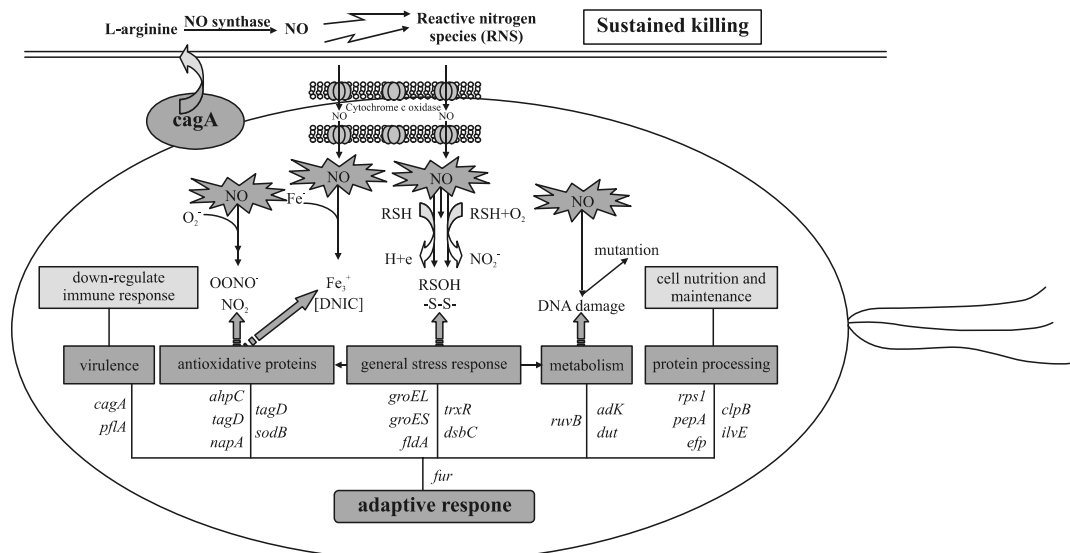 NO synthase
L-arginine
NO
Reactive nitrogen
species (RNS)
Sustained killing
cagA
Cytochrome c oxidase
NO
NO
NO
NO
NO
NO
O₂⁻
Fe⁻
RSH
RSH+O₂
H+e
NO₂⁻
mutantion
down-regulate
immune response
OONO⁻
NO₂
Fe₃⁺
[DNIC]
RSOH
-S-S-
DNA damage
cell nutrition and
maintenance
virulence
antioxidative proteins
general stress response
metabolism
protein processing
cagA
pflA
ahpC
tagD
napA
tagD
sodB
groEL
groES
fldA
trxR
dsbC
ruvB
adK
dut
rps1
pepA
efp
clpB
ilvE
fur
adaptive respone